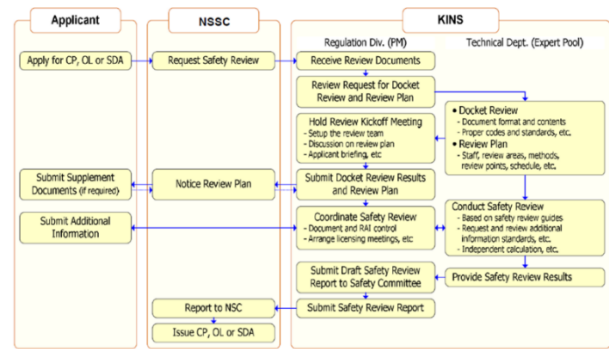 Applicant
NSSC
KINS
Regulation Div. (PM)
Technical Dept. (Expert Pool)
Apply for CP, OL or SDA
Request Safety Review
Receive Review Documents
Review Request for Docket
Review and Review Plan
• Docket Review
- Document format and contents
- Proper codes and standards, etc.
• Review Plan
- Staff, review areas, methods,
review points, schedule, etc.
Hold Review Kickoff Meeting
- Setup the review team
- Discussion on review plan
- Applicant briefing, etc
Submit Supplement
Documents (if required)
Notice Review Plan
Submit Docket Review Results
and Review Plan
Submit Additional
Information
Coordinate Safety Review
- Document and RAI control
- Arrange licensing meetings, etc
Conduct Safety Review
- Based on safety review guides
- Request and review additional
information standards, etc.
- Independent calculation, etc.
Submit Draft Safety Review
Report to Safety Committee
Provide Safety Review Results
Report to NSC
Submit Safety Review Report
Issue CP, OL or SDA